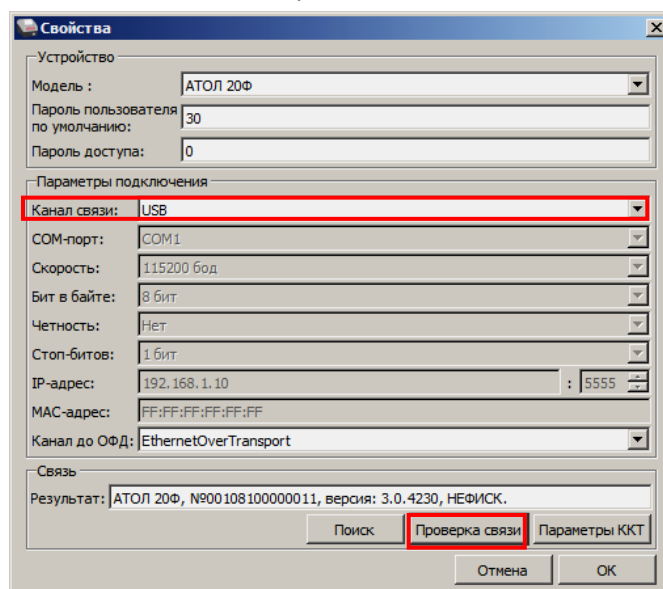 Свойства
Устройство
Модель : АТОЛ 20Ф
Пароль пользователя
по умолчанию: 30
Пароль доступа: 0
Параметры подключения
Канал связи: USB
COM-порт: COM1
Скорость: 115200 бод
Бит в байте: 8 бит
Четность: Нет
Стоп-битов: 1 бит
IP-адрес: 192.168.1.10 : 5555
MAC-адрес: FF:FF:FF:FF:FF:FF
Канал до ОФД: EthernetOverTransport
Связь
Результат: АТОЛ 20Ф, №00108100000011, версия: 3.0.4230, НЕФИСК.
Поиск Проверка связи Параметры ККТ
Отмена ОК